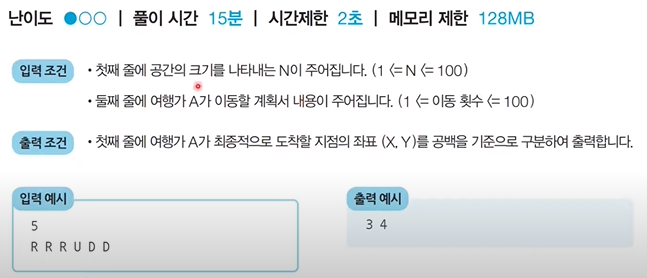 난이도 ●○○ | 풀이 시간 15분 | 시간제한 2초 | 메모리 제한 128MB
입력 조건 • 첫째 줄에 공간의 크기를 나타내는 N이 주어집니다. (1 <= N <= 100)
• 둘째 줄에 여행가 A가 이동할 계획서 내용이 주어집니다. (1 <= 이동 횟수 <= 100)
출력 조건 • 첫째 줄에 여행가 A가 최종적으로 도착할 지점의 좌표 (X, Y)를 공백을 기준으로 구분하여 출력합니다.
입력 예시
5
R R R U D D
출력 예시
3 4